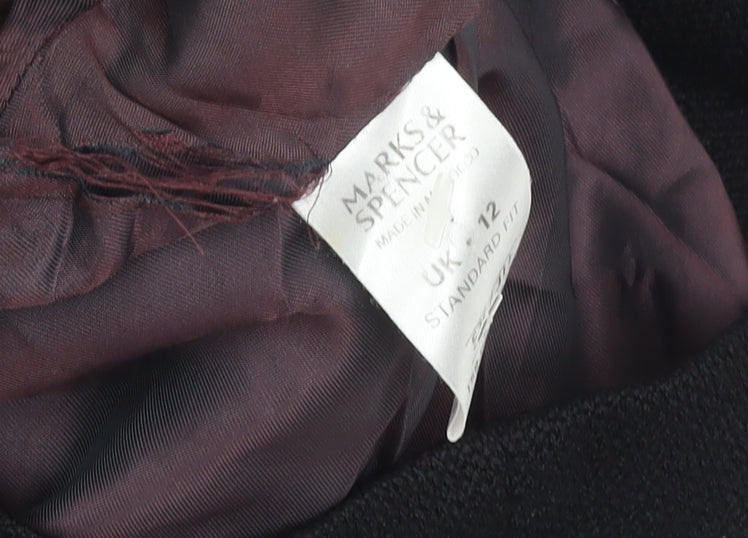 MARKS &
SPENCER
MADE IN
UK • 12
STANDARD FIT